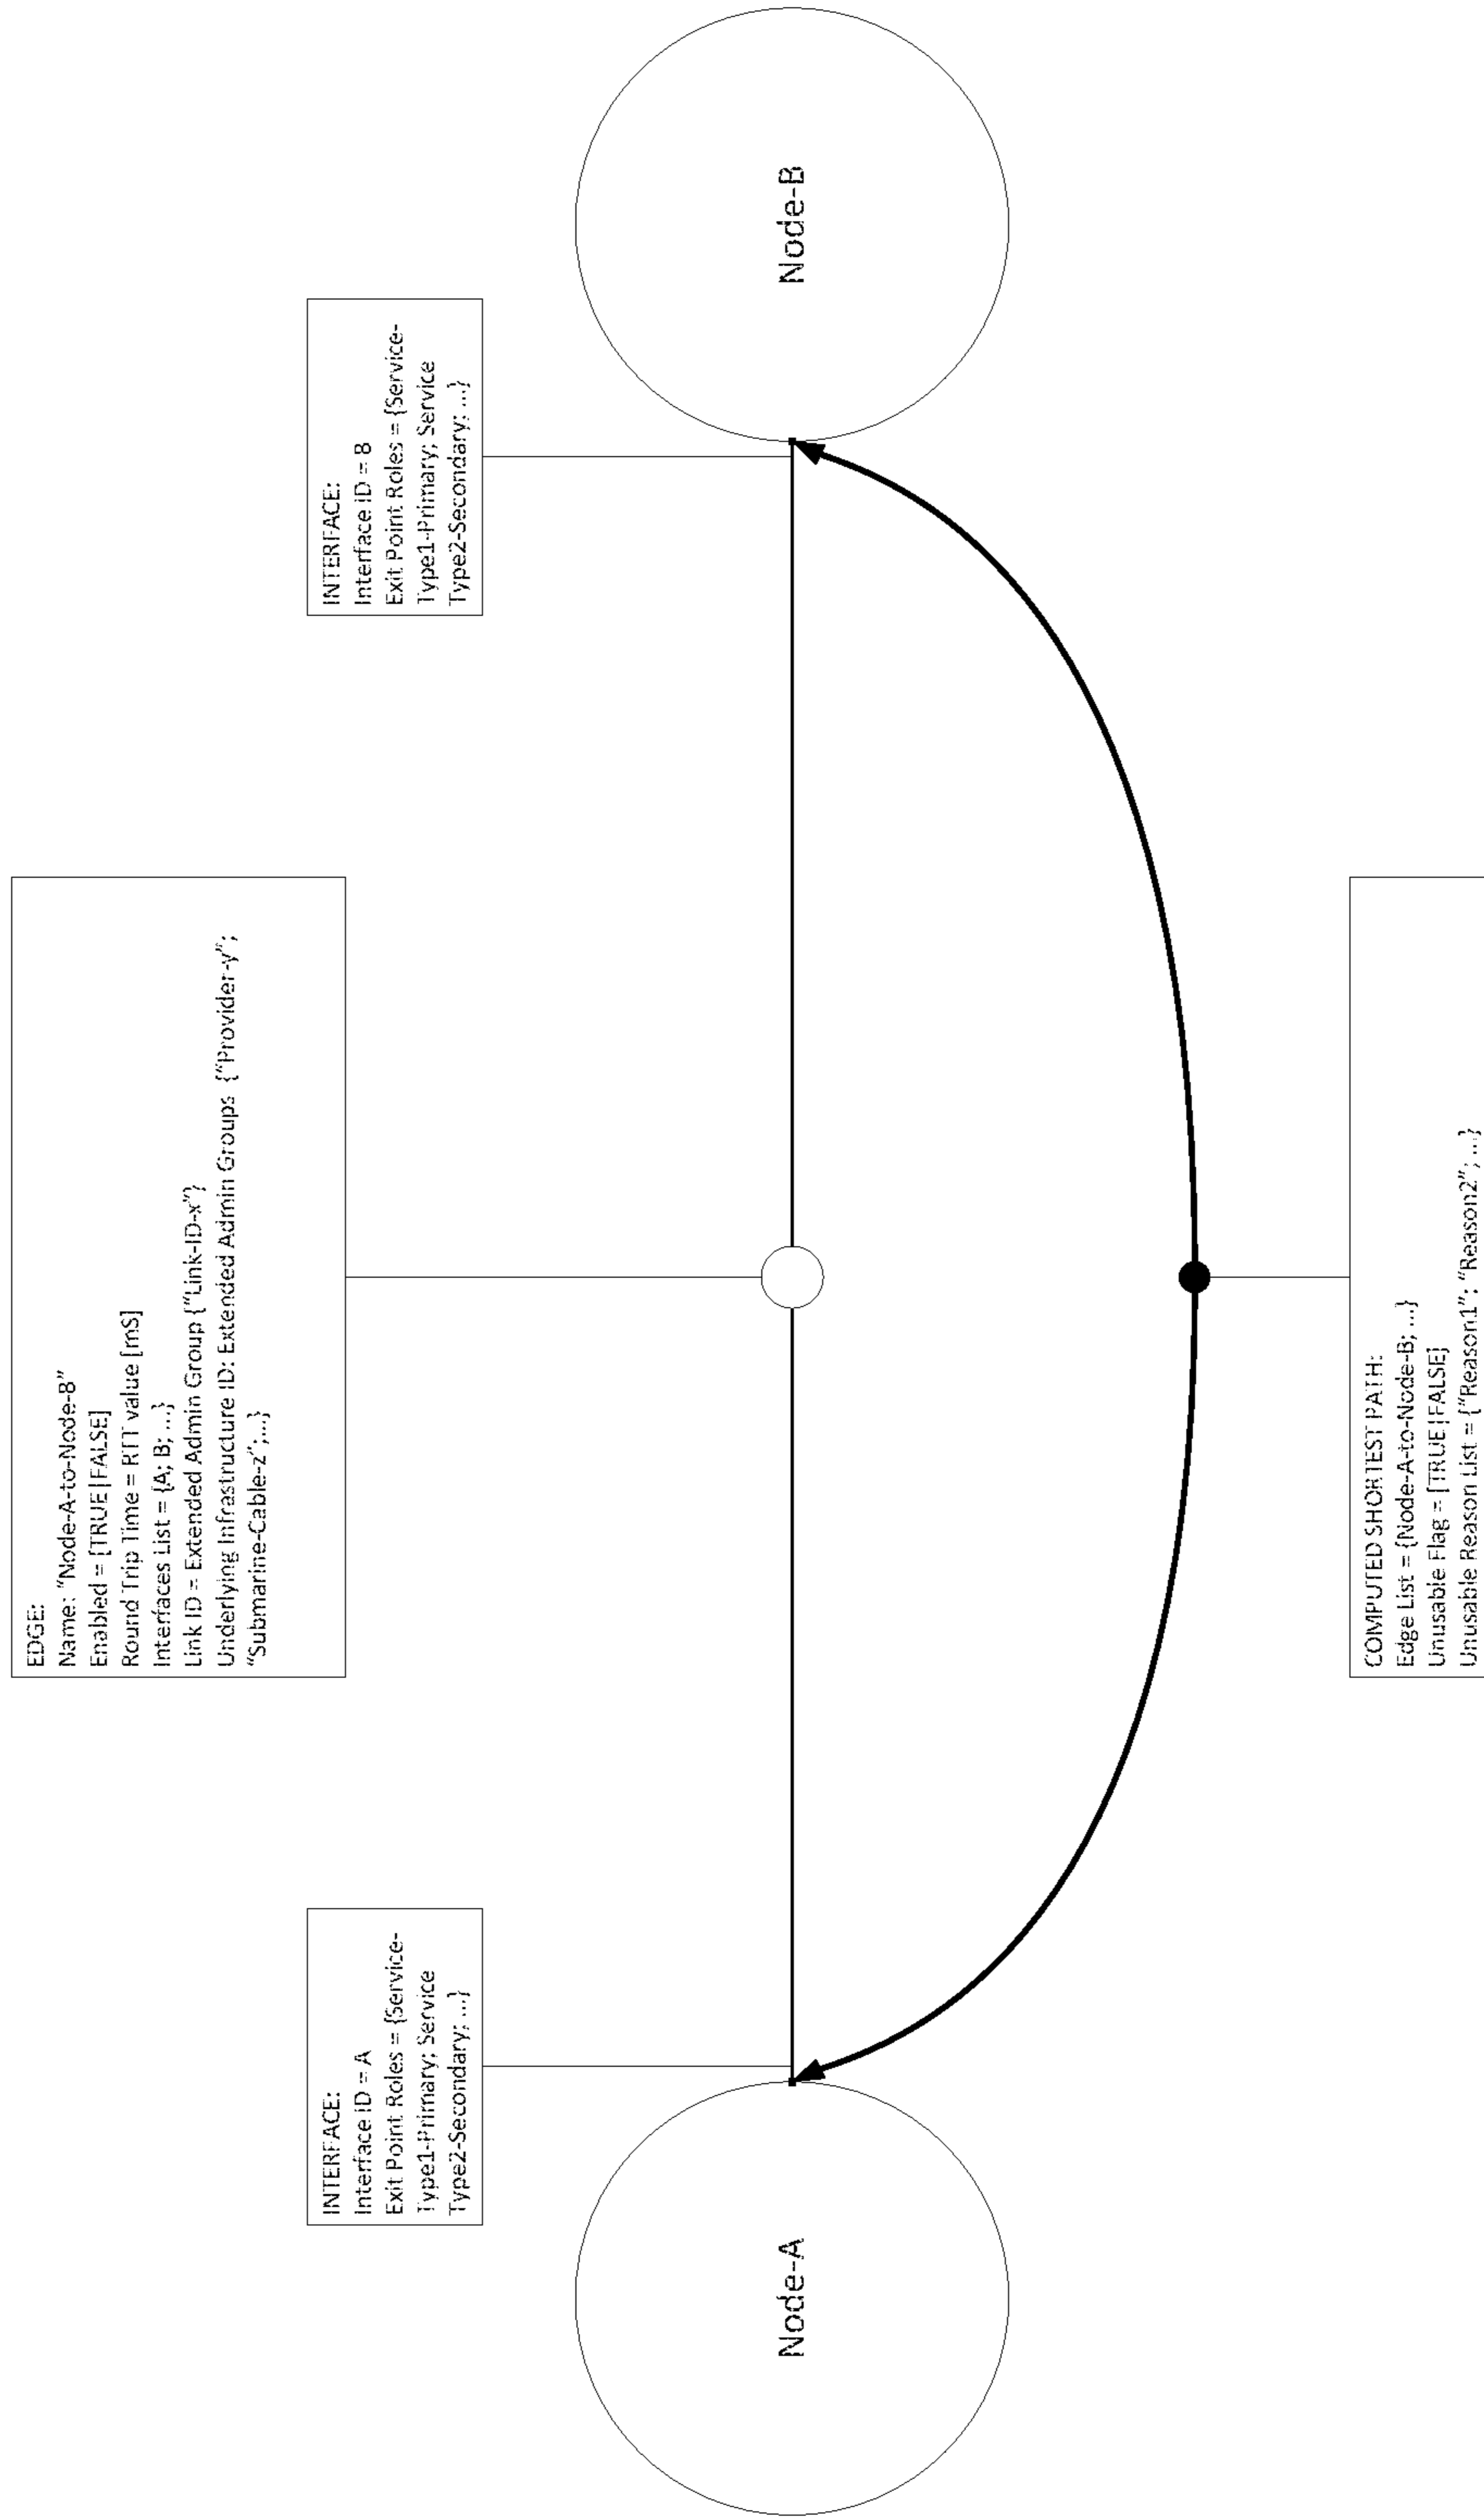 EDGE:
Name: “Node-A-to-Node-B”
Enabled = [TRUE|FALSE]
Round Trip Time = RTT value [mS]
Interfaces List = {A; B; ...}
Link ID = Extended Admin Group {“Link-ID-x”}
Underlying Infrastructure ID: Extended Admin Groups {“Provider-y”;
“Submarine-Cable-z”;...}
INTERFACE:
Interface ID = A
Exit Point Roles = {Service-
Type1-Primary; Service
Type2-Secondary; ...}
INTERFACE:
Interface ID = B
Exit Point Roles = {Service-
Type1-Primary; Service
Type2-Secondary; ...}
Node-A
Node-B
COMPUTED SHORTEST PATH:
Edge List = {Node-A-to-Node-B; ...}
Unusable Flag = [TRUE|FALSE]
Unusable Reason List = {“Reason1”; “Reason2”; ...}